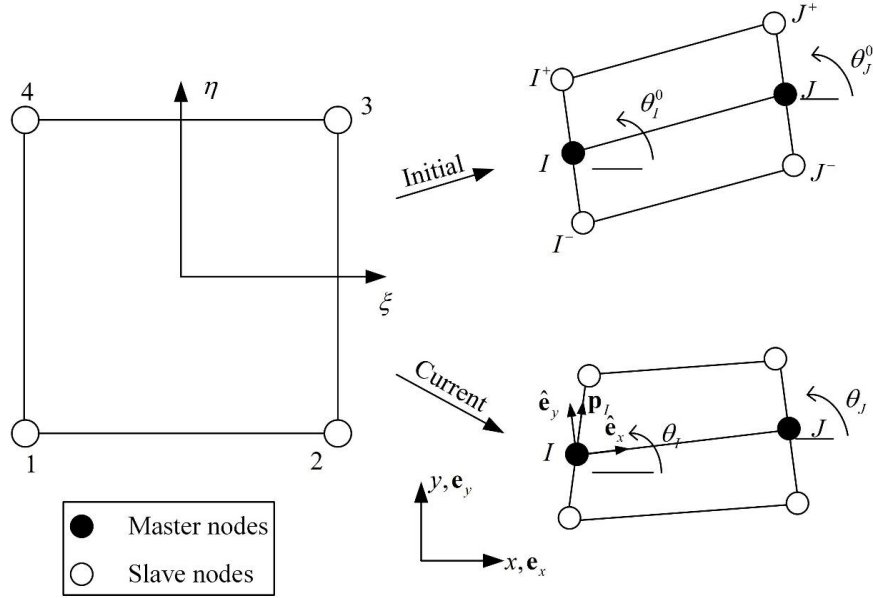 4
η
3
ξ
1
2
Initial
Current
I⁺
J⁺
θ_I^0
θ_J^0
I
J
I⁻
J⁻
ê_y
p_I
ê_x
θ_I
θ_J
I
J
y, e_y
x, e_x
Master nodes
Slave nodes